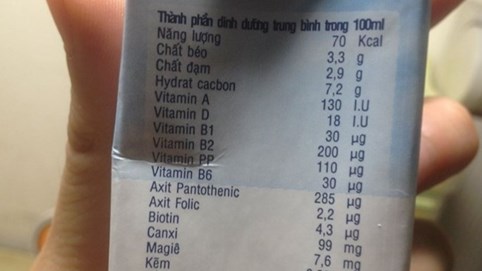 Thành phần dinh dưỡng trung bình trong 100ml
Năng lượng 70 Kcal
Chất béo 3,3 g
Chất đạm 2,9 g
Hydrat cacbon 7,2 g
Vitamin A 130 I.U
Vitamin D 18 I.U
Vitamin B1 30 µg
Vitamin B2 200 µg
Vitamin PP 110 µg
Vitamin B6 30 µg
Axit Pantothenic 285 µg
Axit Folic 2,2 µg
Biotin 4,3 µg
Canxi 99 mg
Magiê 7,6 mg
Kẽm